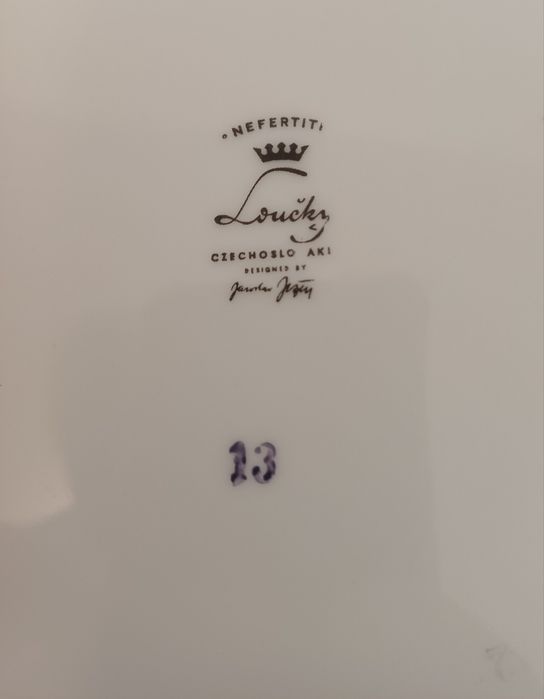 NEFERTITI
Loučky
CZECHOSLO AKI
DESIGNED BY
Jaroslav Ježek
13